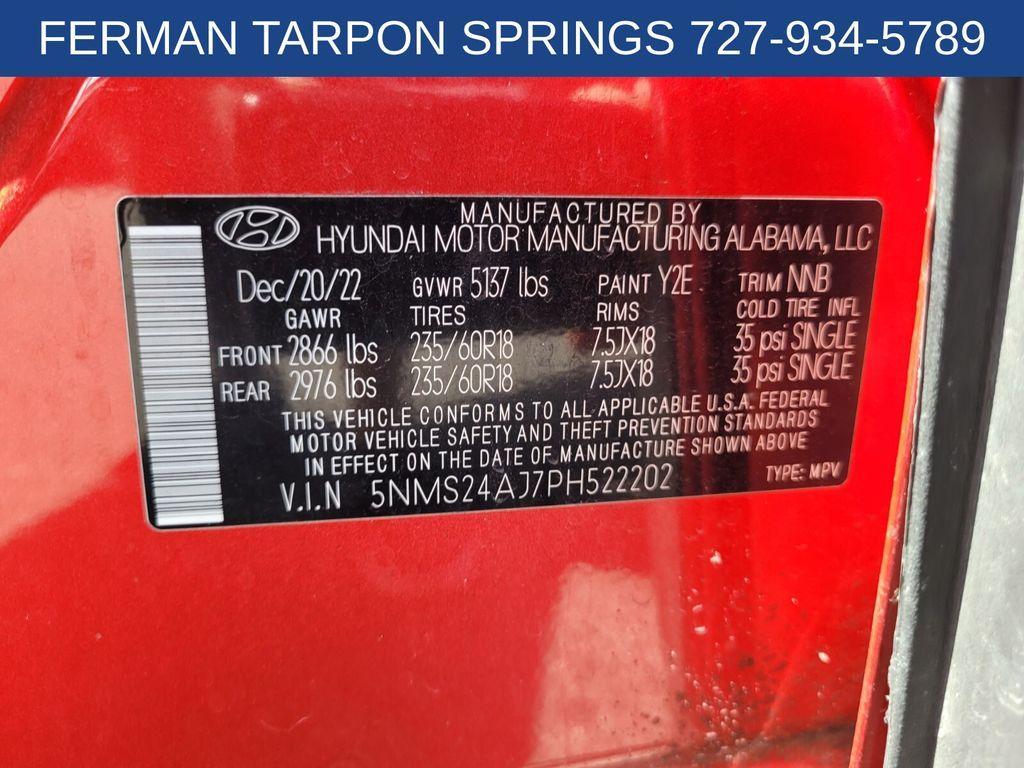 FERMAN TARPON SPRINGS 727-934-5789
MANUFACTURED BY
HYUNDAI MOTOR MANUFACTURING ALABAMA, LLC
Dec/20/22 GVWR 5137 lbs PAINT Y2E TRIM NNB
GAWR TIRES RIMS COLD TIRE INFL
FRONT 2866 lbs 235/60R18 7.5JX18 35 psi SINGLE
REAR 2976 lbs 235/60R18 7.5JX18 35 psi SINGLE
THIS VEHICLE CONFORMS TO ALL APPLICABLE U.S.A. FEDERAL
MOTOR VEHICLE SAFETY AND THEFT PREVENTION STANDARDS
IN EFFECT ON THE DATE OF MANUFACTURE SHOWN ABOVE
V.I.N 5NMS24AJ7PH522202 TYPE: MPV